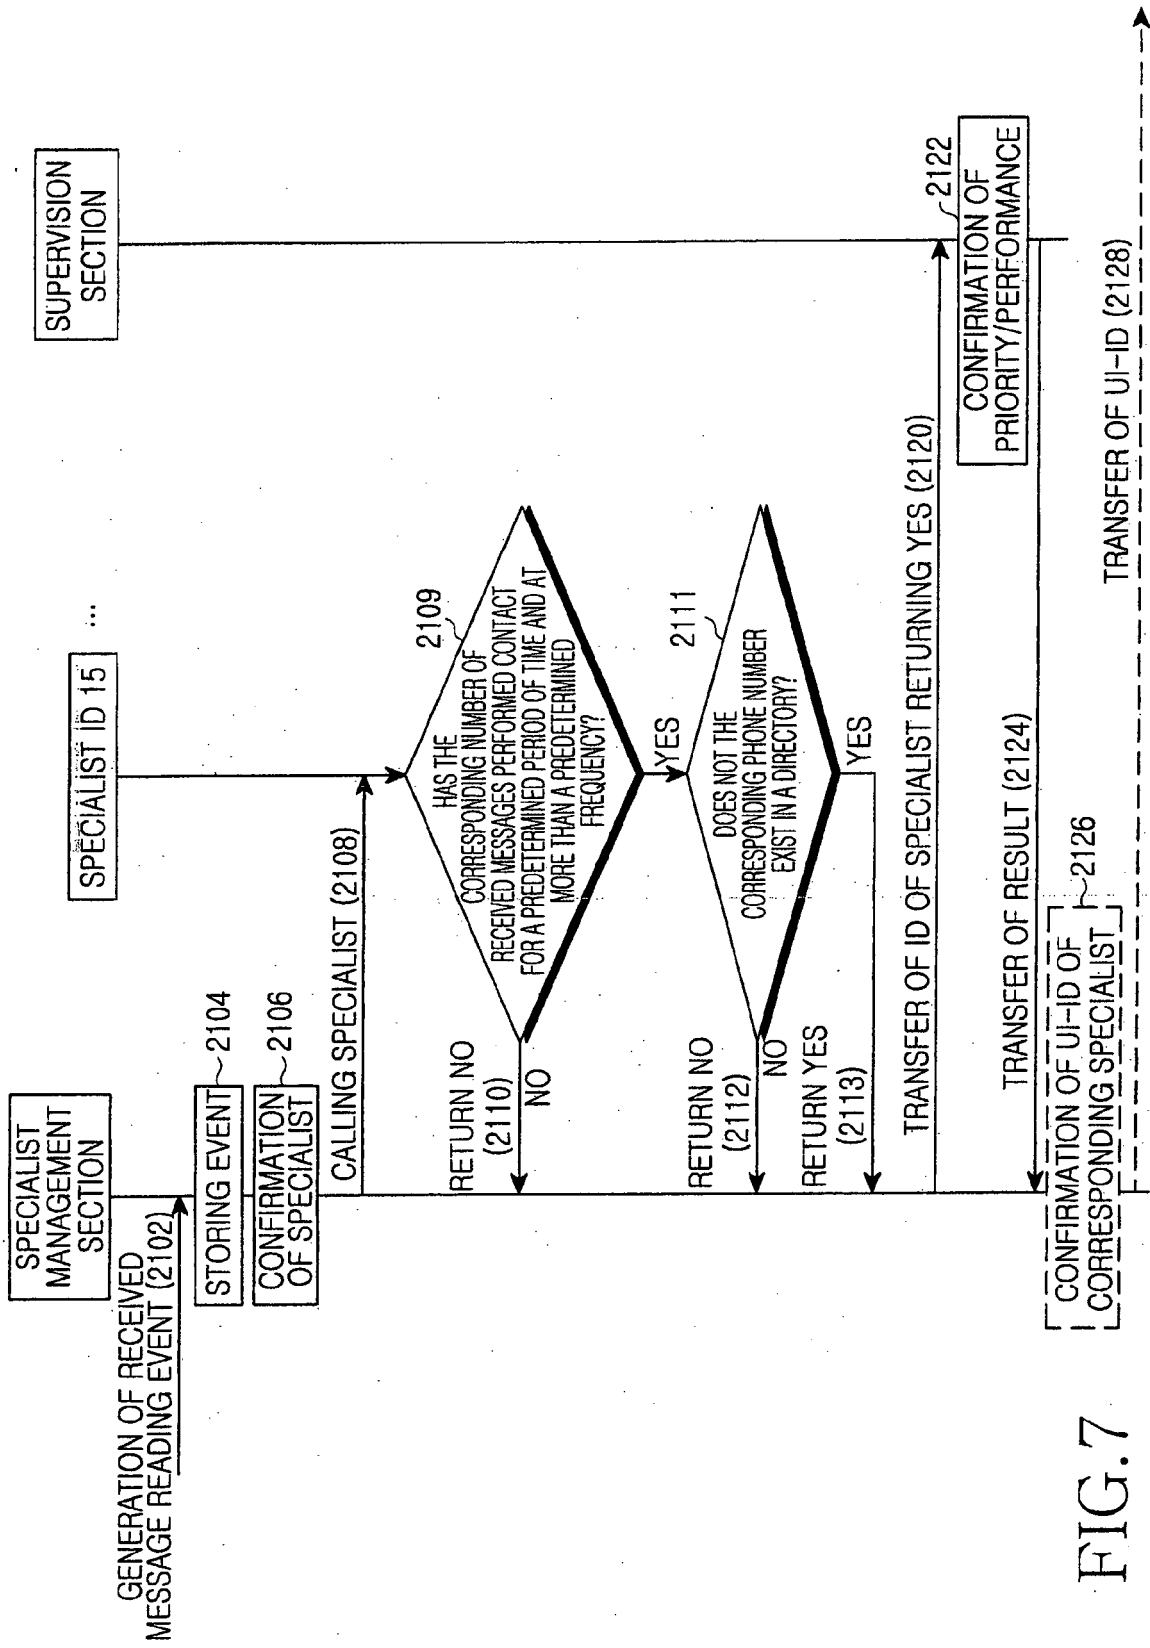 SPECIALIST
MANAGEMENT
SECTION
SPECIALIST ID 15
...
SUPERVISION
SECTION
GENERATION OF RECEIVED
MESSAGE READING EVENT (2102)
STORING EVENT
2104
CONFIRMATION
OF SPECIALIST
2106
CALLING SPECIALIST (2108)
2109
HAS THE
CORRESPONDING NUMBER OF
RECEIVED MESSAGES PERFORMED CONTACT
FOR A PREDETERMINED PERIOD OF TIME AND AT
MORE THAN A PREDETERMINED
FREQUENCY?
RETURN NO
(2110)
NO
YES
2111
DOES NOT THE
CORRESPONDING PHONE NUMBER
EXIST IN A DIRECTORY?
RETURN NO
(2112)
NO
YES
RETURN YES
(2113)
TRANSFER OF ID OF SPECIALIST RETURNING YES (2120)
2122
CONFIRMATION OF
PRIORITY/PERFORMANCE
TRANSFER OF RESULT (2124)
CONFIRMATION OF UI-ID OF
CORRESPONDING SPECIALIST
2126
TRANSFER OF UI-ID (2128)
FIG.7